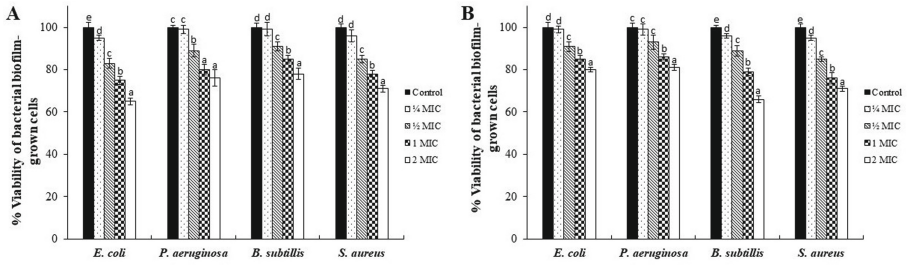 A
% Viability of bacterial biofilm-
grown cells
100
80
60
40
20
0
e d c b a
c c b a a
d d c b a
d d c b a
E. coli P. aeruginosa B. subtillis S. aureus
Control
¼ MIC
½ MIC
1 MIC
2 MIC
B
% Viability of bacterial biofilm-
grown cells
100
80
60
40
20
0
d d c b a
d d c b a
e d c b a
e d c b a
E. coli P. aeruginosa B. subtillis S. aureus
Control
¼ MIC
½ MIC
1 MIC
2 MIC